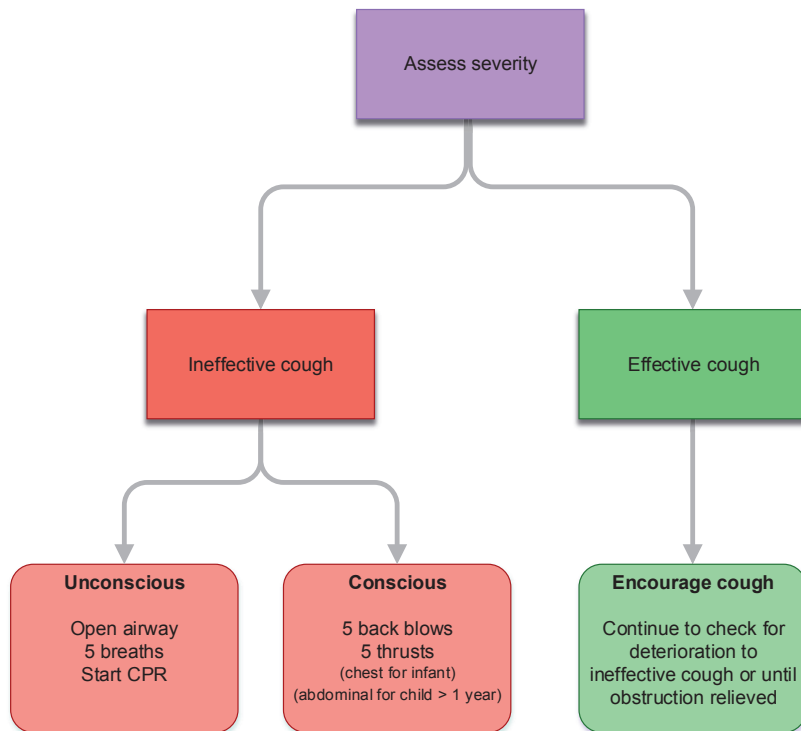 Assess severity
Ineffective cough
Effective cough
Unconscious
Open airway
5 breaths
Start CPR
Conscious
5 back blows
5 thrusts
(chest for infant)
(abdominal for child > 1 year)
Encourage cough
Continue to check for
deterioration to
ineffective cough or until
obstruction relieved